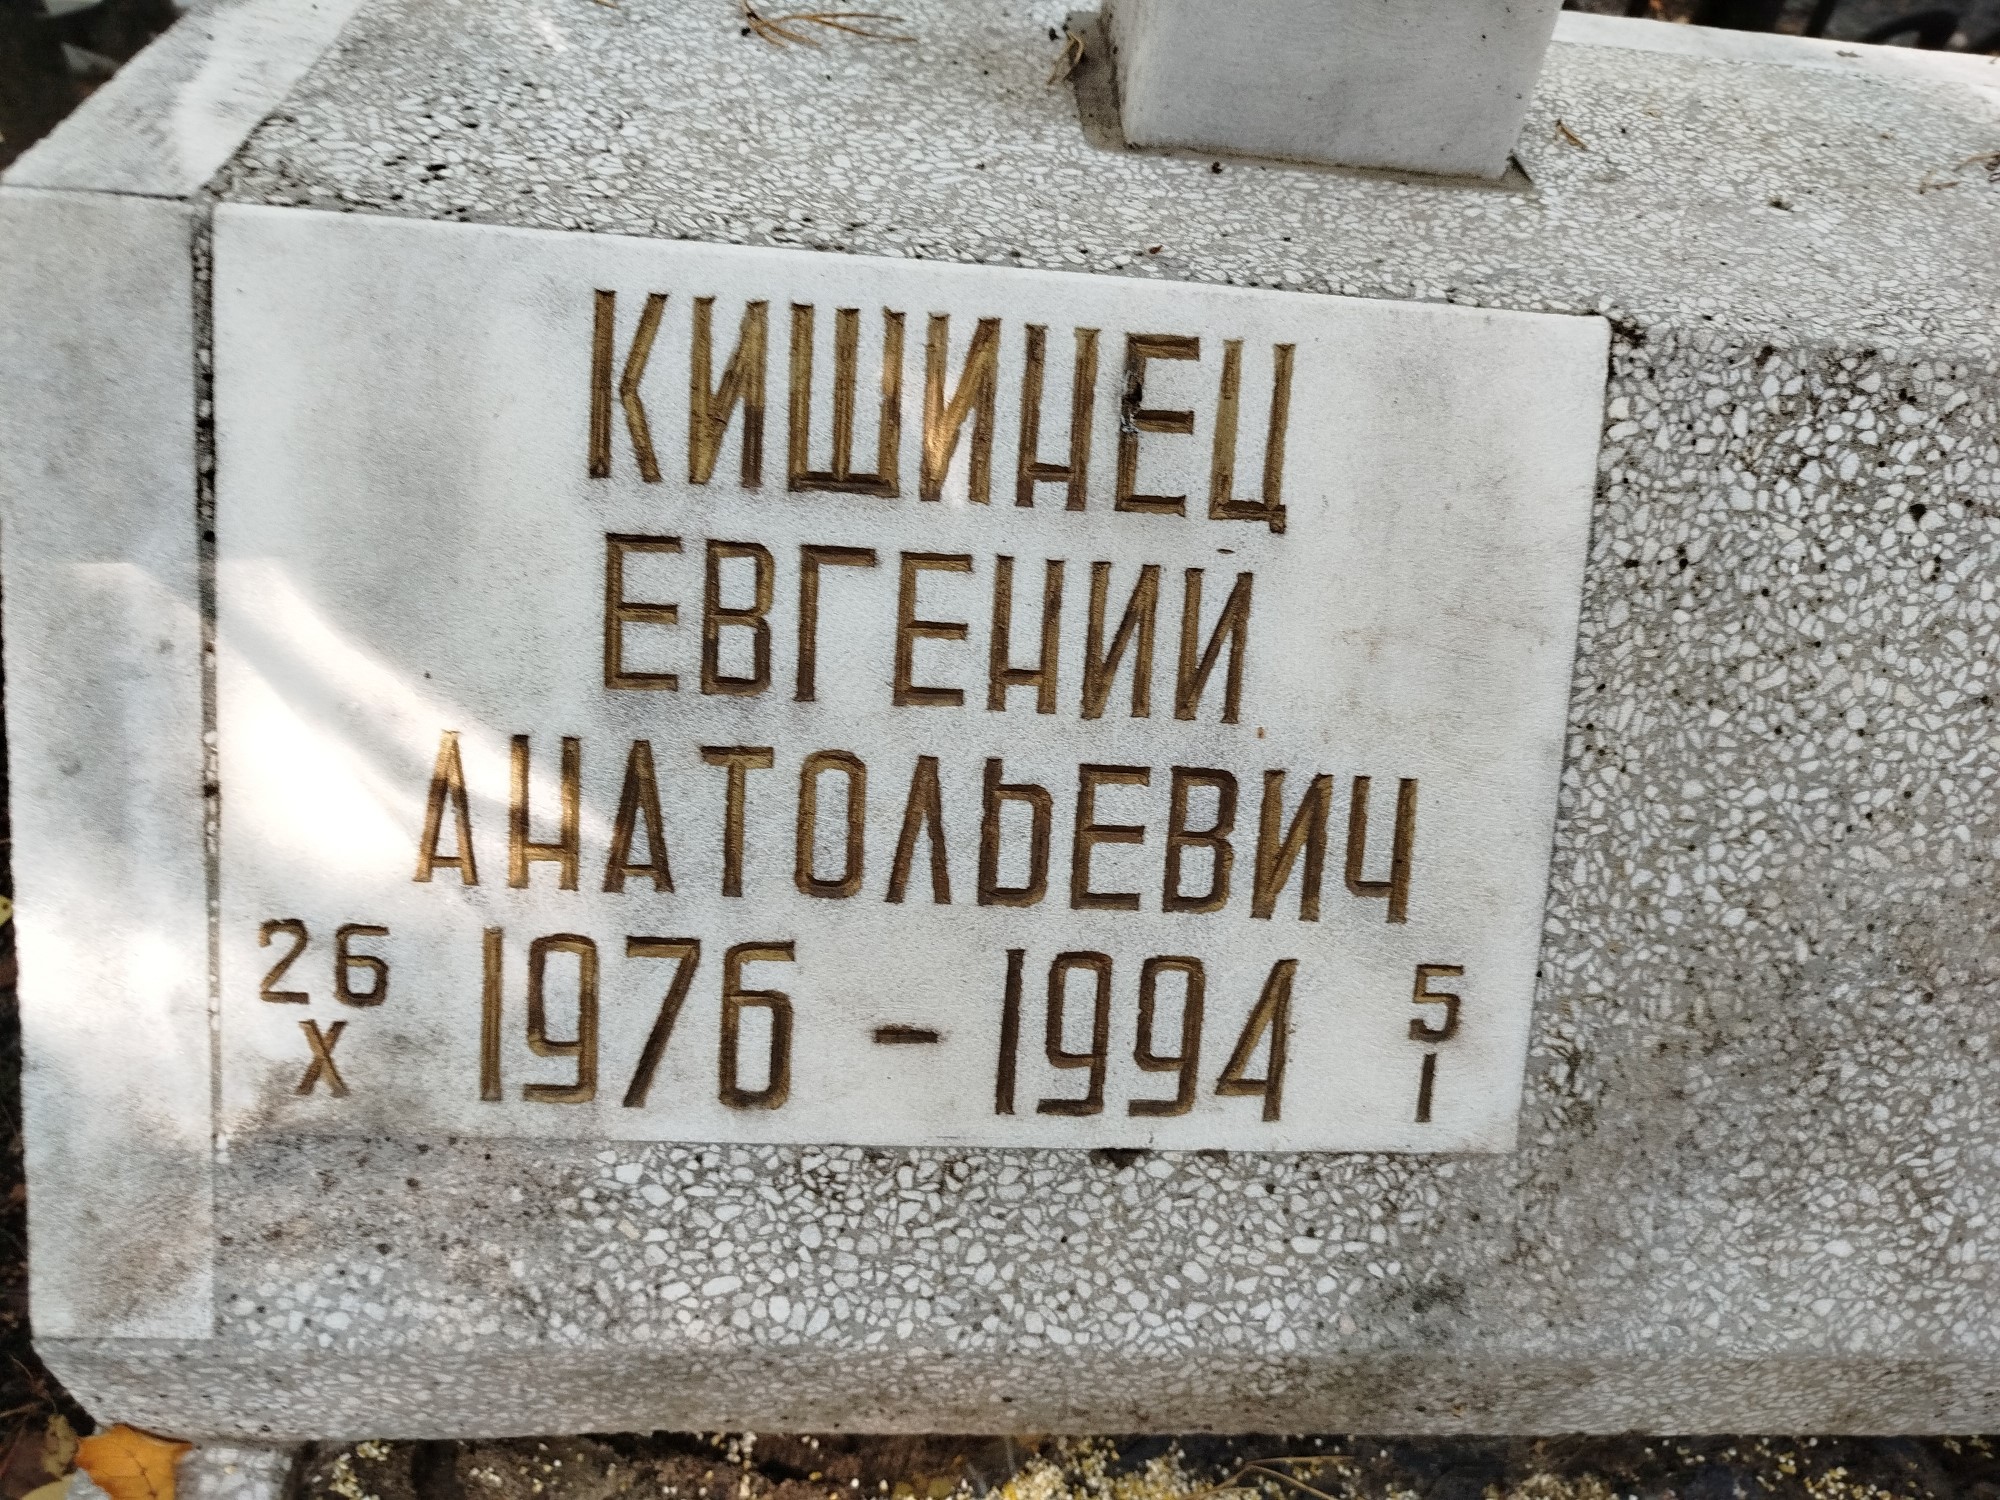 КИШИНЕЦ
ЕВГЕНИЙ
АНАТОЛЬЕВИЧ
26 X 1976 - 1994 5 I